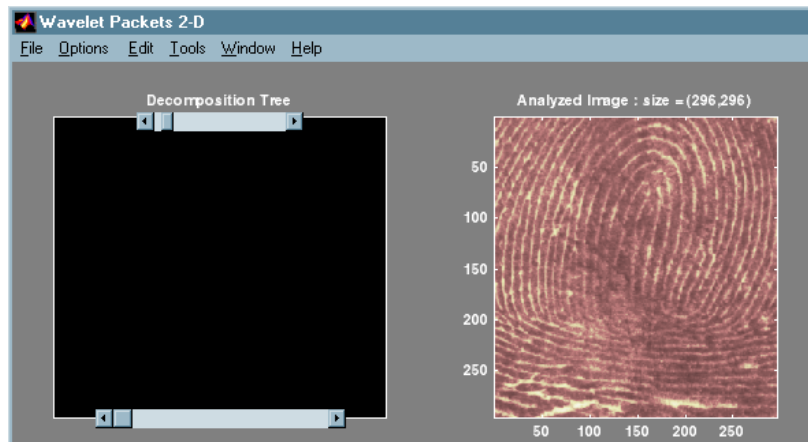 Wavelet Packets 2-D
File Options Edit Tools Window Help
Decomposition Tree
Analyzed Image : size = (296,296)
50
100
150
200
250
50 100 150 200 250